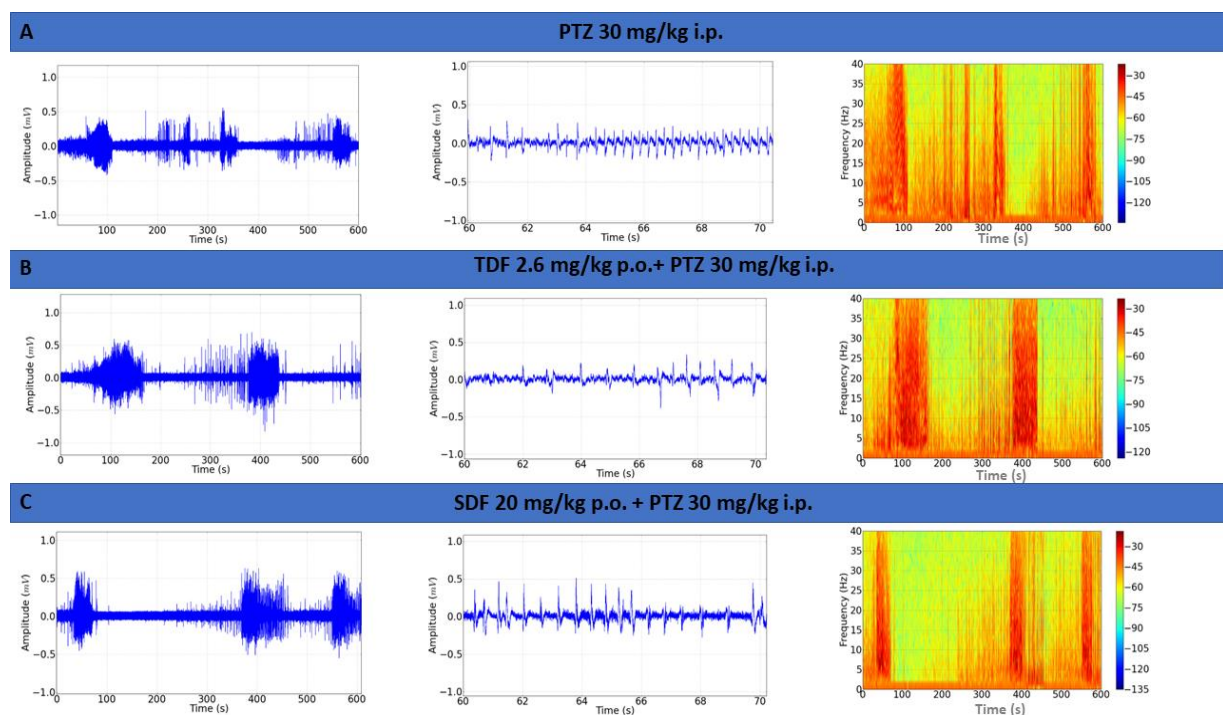 A PTZ 30 mg/kg i.p.
1.0
0.5
0.0
−0.5
−1.0
Amplitude (mV)
100 200 300 400 500 600
Time (s)
1.0
0.5
0.0
−0.5
−1.0
Amplitude (mV)
60 62 64 66 68 70
Time (s)
40
35
30
25
20
15
10
5
0
Frequency (Hz)
0 100 200 300 400 500 600
Time (s)
−30
−45
−60
−75
−90
−105
−120
B TDF 2.6 mg/kg p.o.+ PTZ 30 mg/kg i.p.
1.0
0.5
0.0
−0.5
−1.0
Amplitude (mV)
0 100 200 300 400 500 600
Time (s)
1.0
0.5
0.0
−0.5
−1.0
Amplitude (mV)
60 62 64 66 68 70
Time (s)
40
35
30
25
20
15
10
5
0
Frequency (Hz)
0 100 200 300 400 500 600
Time (s)
−30
−45
−60
−75
−90
−105
−120
C SDF 20 mg/kg p.o. + PTZ 30 mg/kg i.p.
1.0
0.5
0.0
−0.5
−1.0
Amplitude (mV)
0 100 200 300 400 500 600
Time (s)
1.0
0.5
0.0
−0.5
−1.0
Amplitude (mV)
60 62 64 66 68 70
Time (s)
40
35
30
25
20
15
10
5
0
Frequency (Hz)
0 100 200 300 400 500 600
Time (s)
−30
−45
−60
−75
−90
−105
−120
−135